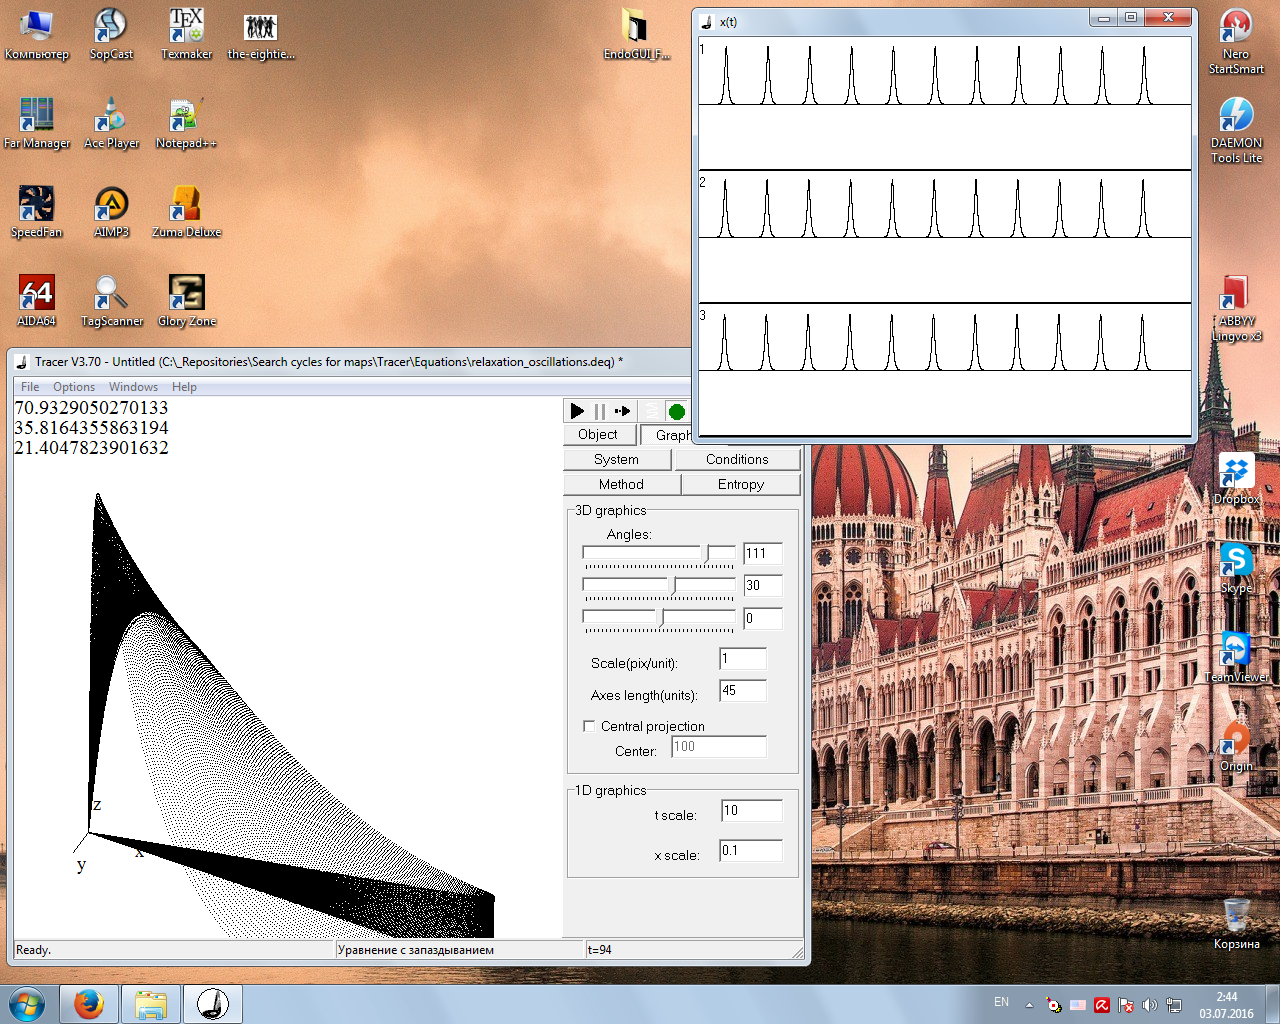 Компьютер
SopCast
Texmaker
the-eightie...
EndoGUI_F...
Far Manager
Ace Player
Notepad++
SpeedFan
AIMP3
Zuma Deluxe
64
AIDA64
TagScanner
Glory Zone
x(t)
1
2
3
Nero
StartSmart
DAEMON
Tools Lite
ABBYY
Lingvo x3
Dropbox
Skype
TeamViewer
Origin
Корзина
Tracer V3.70 - Untitled (C:\_Repositories\Search cycles for maps\Tracer\Equations\relaxation_oscillations.deq) *
File Options Windows Help
70.9329050270133
35.8164355863194
21.4047823901632
z
x
y
Object
Graph
System
Conditions
Method
Entropy
3D graphics
Angles:
111
30
0
Scale(pix/unit):
1
Axes length(units):
45
Central projection
Center:
100
1D graphics
t scale:
10
x scale:
0.1
Ready.
Уравнение с запаздыванием
t=94
EN
2:44
03.07.2016